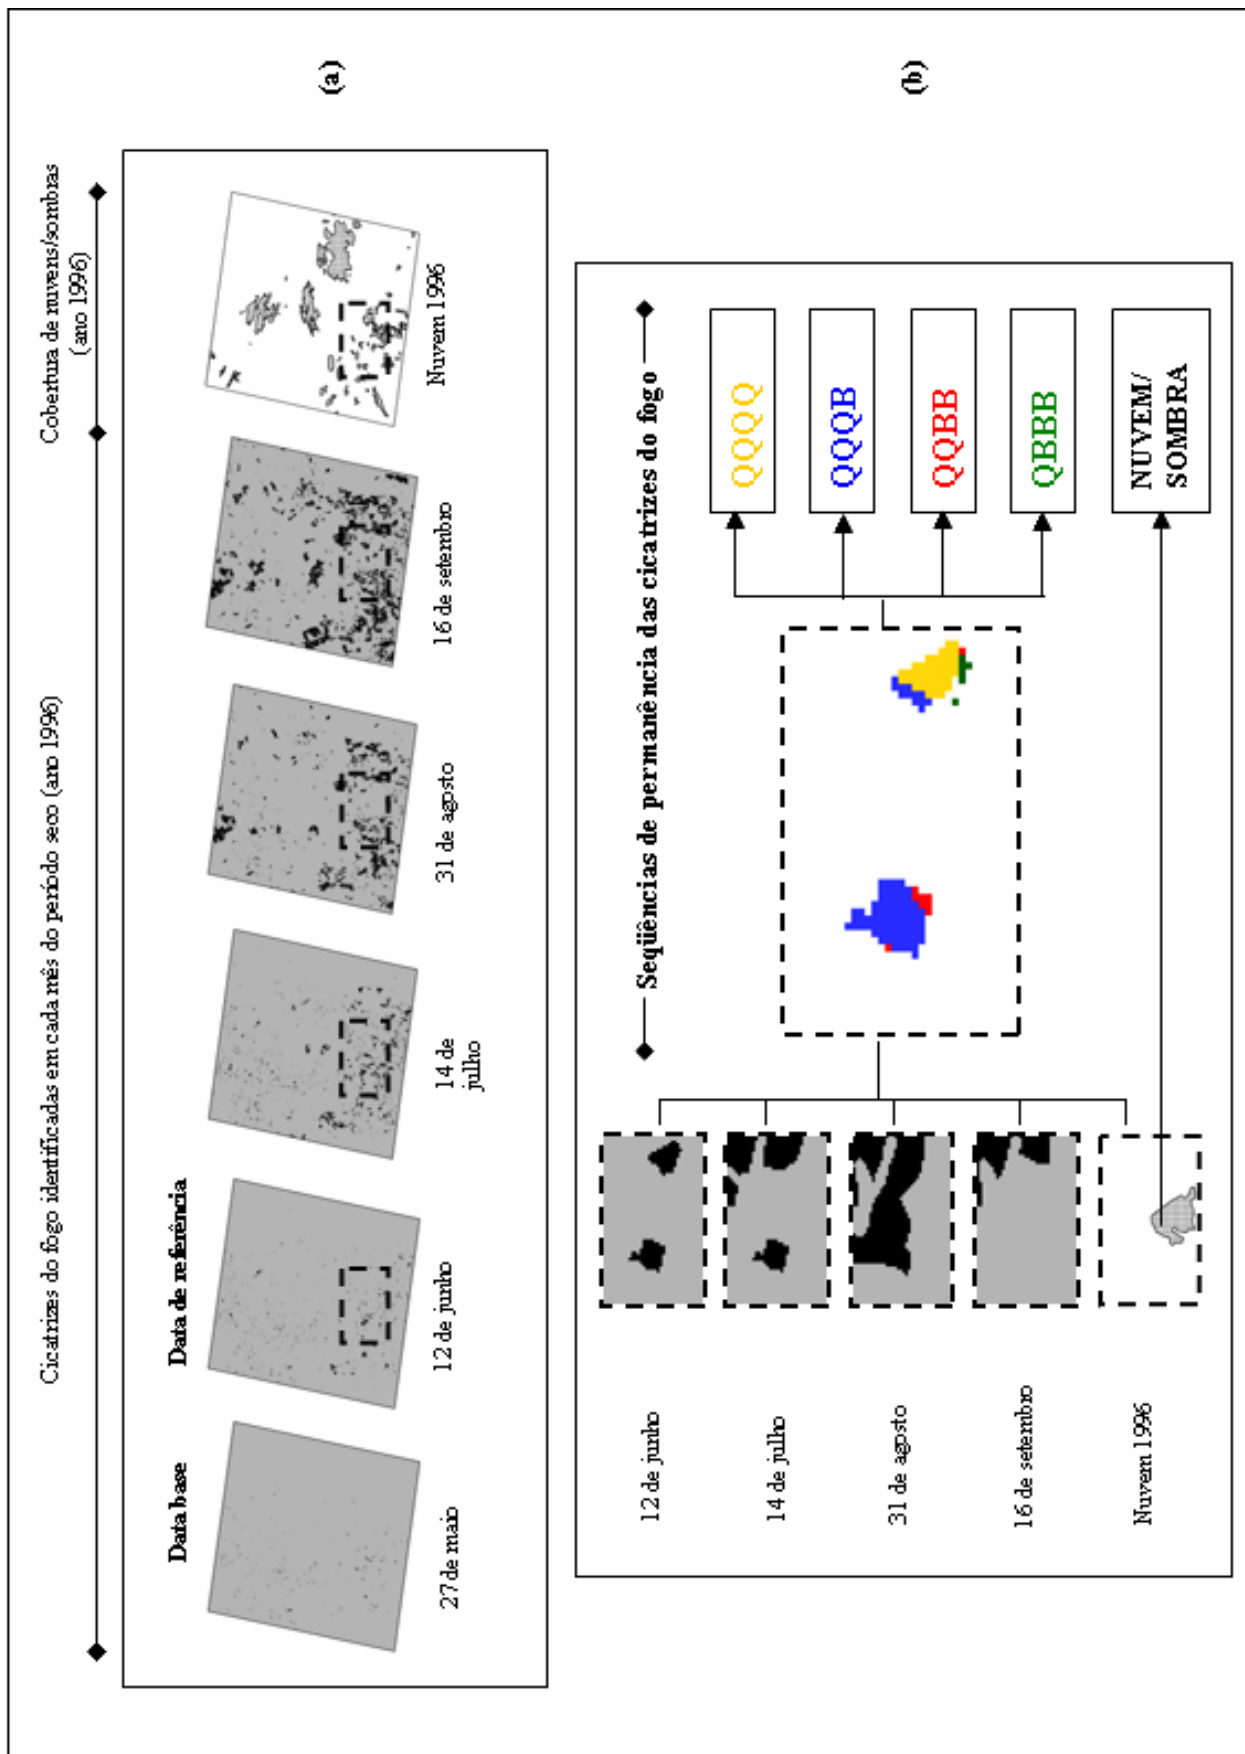 Cicatrizes do fogo identificadas em cada mês do período seco (ano 1996)
Cobertura de nuvens/sombras
(ano 1996)
Data base
Data de referência
27 de maio
12 de junho
14 de
julho
31 de agosto
16 de setembro
Nuvem 1996
(a)
Seqüências de permanência das cicatrizes do fogo
12 de junho
14 de julho
31 de agosto
16 de setembro
Nuvem 1996
QQQQ
QQQB
QQBB
QBBB
NUVEM/
SOMBRA
(b)